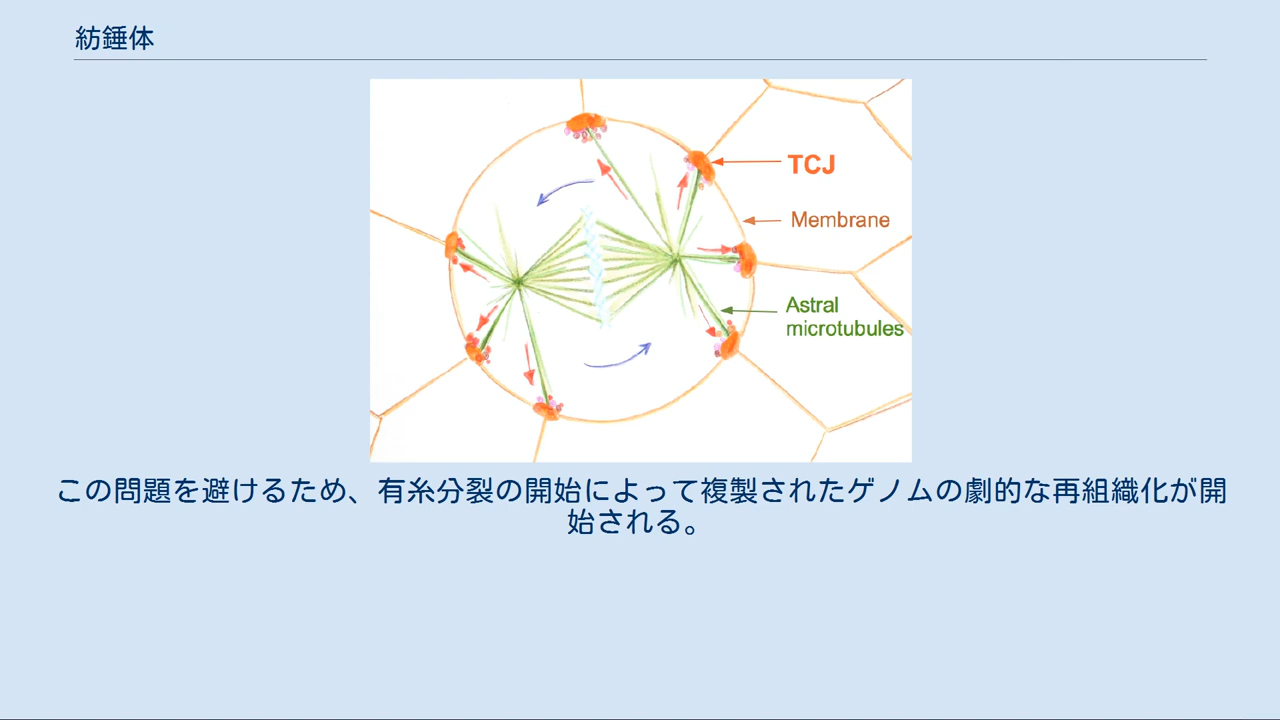 紡錘体
TCJ
Membrane
Astral
microtubules
この問題を避けるため、有糸分裂の開始によって複製されたゲノムの劇的な再組織化が開
始される。